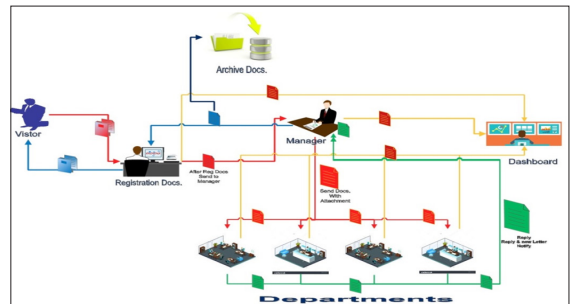 Archive Docs.
Vistor
Manager
Dashboard
Registration Docs.
After Reg Docs
Send to
Manager
Send Docs.
With
Attachment
Reply
Reply & new Letter
Notify
Departments